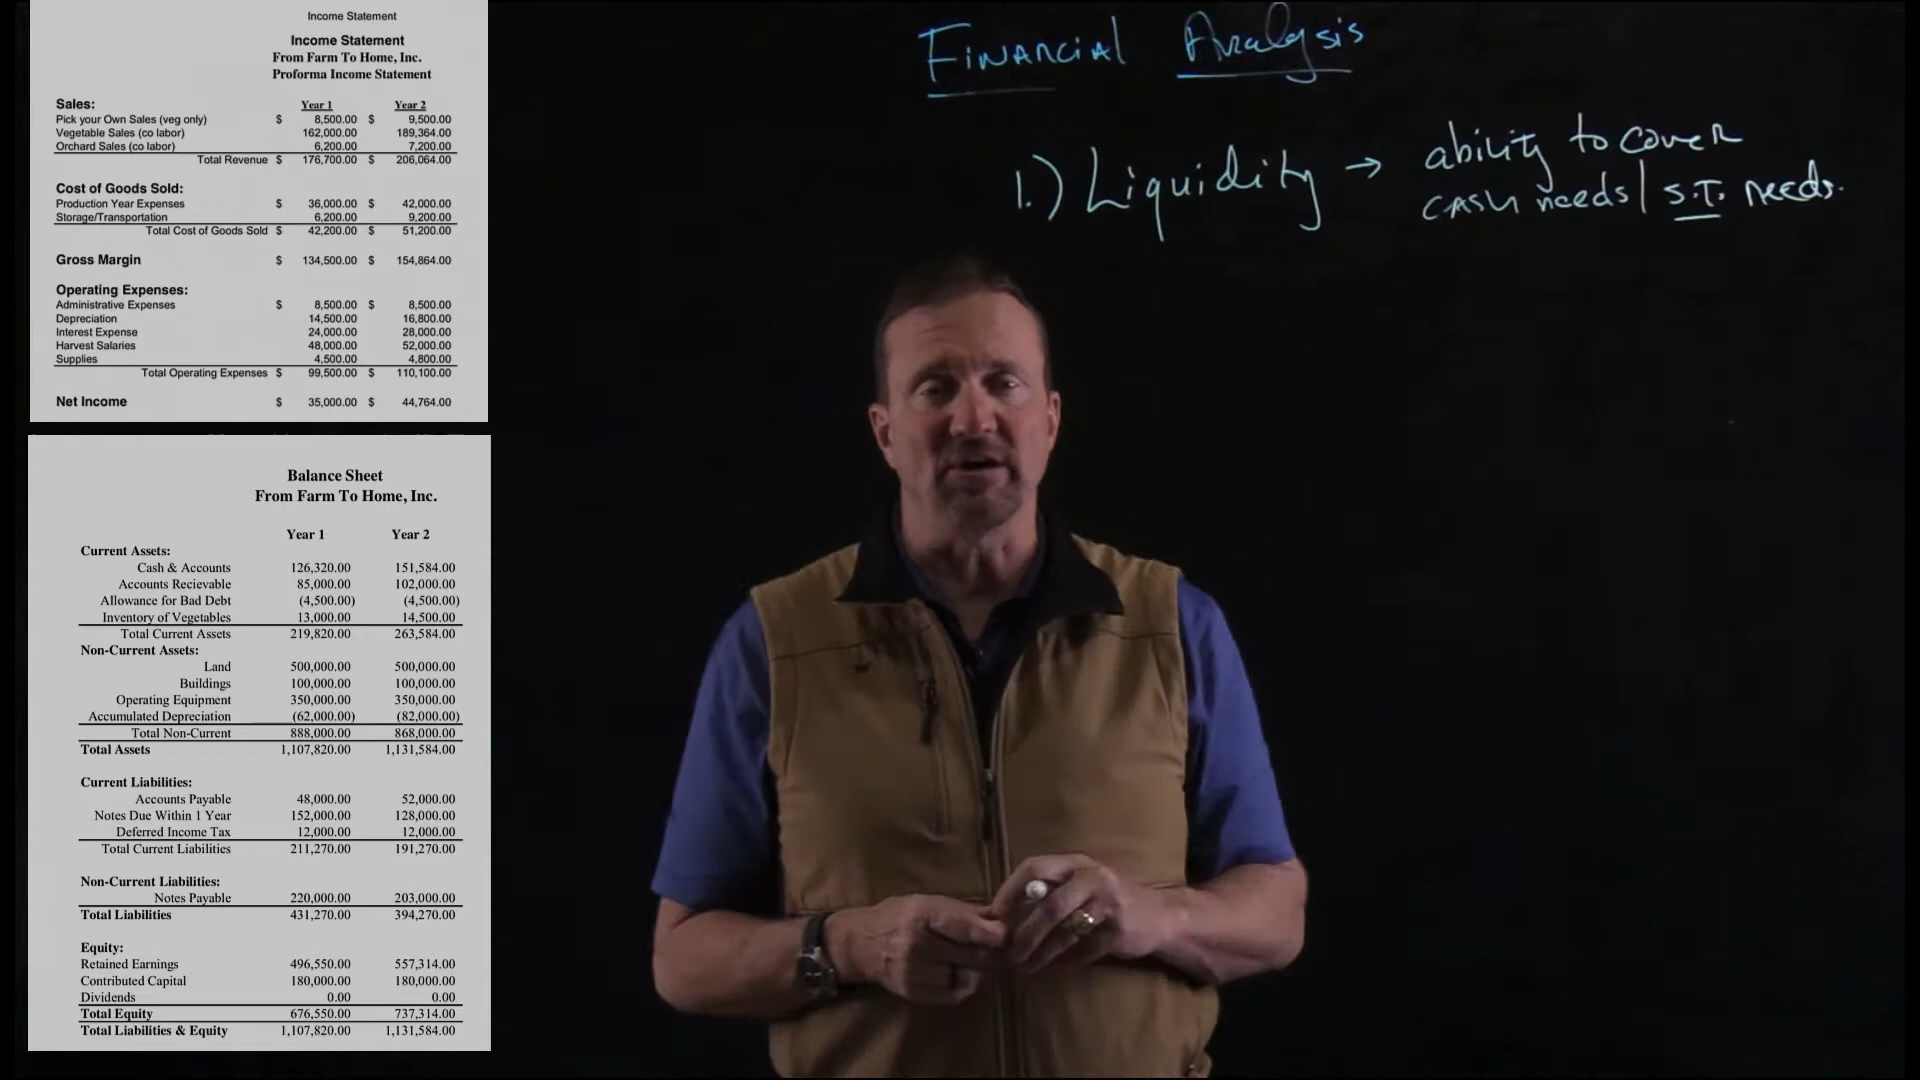 Income Statement
Income Statement
From Farm To Home, Inc.
Proforma Income Statement
Sales: Year 1 Year 2
Pick your Own Sales (veg only) $ 8,500.00 $ 9,500.00
Vegetable Sales (co labor) 162,000.00 189,364.00
Orchard Sales (co labor) 6,200.00 7,200.00
Total Revenue $ 176,700.00 $ 206,064.00
Cost of Goods Sold:
Production Year Expenses $ 36,000.00 $ 42,000.00
Storage/Transportation 6,200.00 9,200.00
Total Cost of Goods Sold $ 42,200.00 $ 51,200.00
Gross Margin $ 134,500.00 $ 154,864.00
Operating Expenses:
Administrative Expenses $ 8,500.00 $ 8,500.00
Depreciation 14,500.00 16,800.00
Interest Expense 24,000.00 28,000.00
Harvest Salaries 48,000.00 52,000.00
Supplies 4,500.00 4,800.00
Total Operating Expenses $ 99,500.00 $ 110,100.00
Net Income $ 35,000.00 $ 44,764.00
Balance Sheet
From Farm To Home, Inc.
Year 1 Year 2
Current Assets:
Cash & Accounts 126,320.00 151,584.00
Accounts Recievable 85,000.00 102,000.00
Allowance for Bad Debt (4,500.00) (4,500.00)
Inventory of Vegetables 13,000.00 14,500.00
Total Current Assets 219,820.00 263,584.00
Non-Current Assets:
Land 500,000.00 500,000.00
Buildings 100,000.00 100,000.00
Operating Equipment 350,000.00 350,000.00
Accumulated Depreciation (62,000.00) (82,000.00)
Total Non-Current 888,000.00 868,000.00
Total Assets 1,107,820.00 1,131,584.00
Current Liabilities:
Accounts Payable 48,000.00 52,000.00
Notes Due Within 1 Year 152,000.00 128,000.00
Deferred Income Tax 12,000.00 12,000.00
Total Current Liabilities 211,270.00 191,270.00
Non-Current Liabilities:
Notes Payable 220,000.00 203,000.00
Total Liabilities 431,270.00 394,270.00
Equity:
Retained Earnings 496,550.00 557,314.00
Contributed Capital 180,000.00 180,000.00
Dividends 0.00 0.00
Total Equity 676,550.00 737,314.00
Total Liabilities & Equity 1,107,820.00 1,131,584.00
Financial Analysis
1.) Liquidity → ability to cover
cash needs/ S.T. needs.